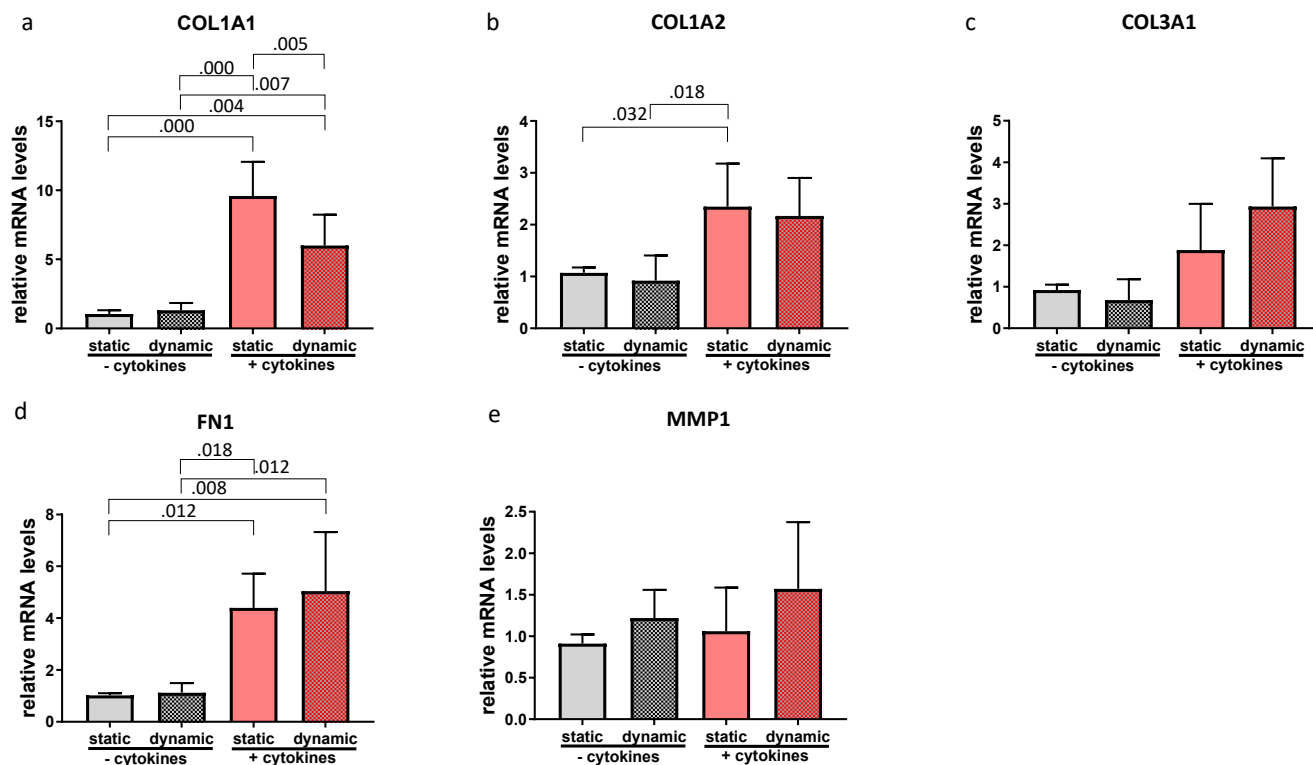 a
COL1A1
.005
.000
.007
.004
.000
relative mRNA levels
15
10
5
0
static dynamic static dynamic
- cytokines + cytokines
b
COL1A2
.018
.032
relative mRNA levels
4
3
2
1
0
static dynamic static dynamic
- cytokines + cytokines
c
COL3A1
relative mRNA levels
5
4
3
2
1
0
static dynamic static dynamic
- cytokines + cytokines
d
FN1
.018
.012
.008
.012
relative mRNA levels
8
6
4
2
0
static dynamic static dynamic
- cytokines + cytokines
e
MMP1
relative mRNA levels
2.5
2.0
1.5
1.0
0.5
0.0
static dynamic static dynamic
- cytokines + cytokines